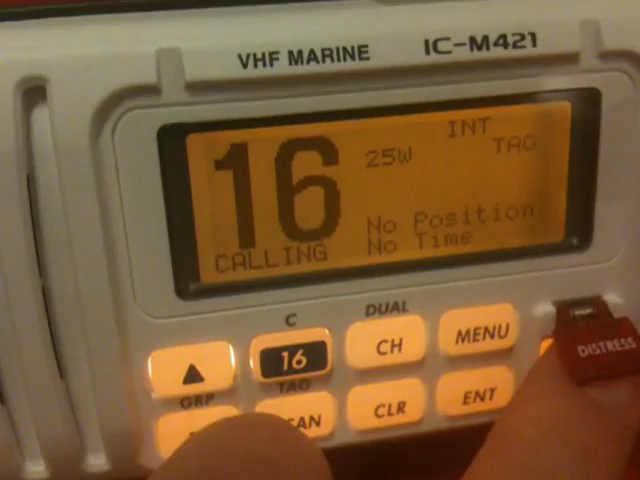 VHF MARINE IC-M421
INT
25W TAG
16
No Position
No Time
CALLING
C
DUAL
16
CH
MENU
DISTRESS
GRP
TAG
CLR
ENT